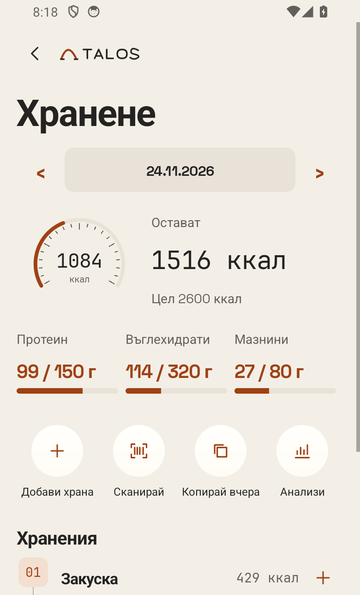 8:18
TALOS
Хранене
< 24.11.2026 >
Остават
1084
ккал
1516 ккал
Цел 2600 ккал
Протеин Въглехидрати Мазнини
99 / 150 г 114 / 320 г 27 / 80 г
Добави храна Сканирай Копирай вчера Анализи
Хранения
01 Закуска 429 ккал +